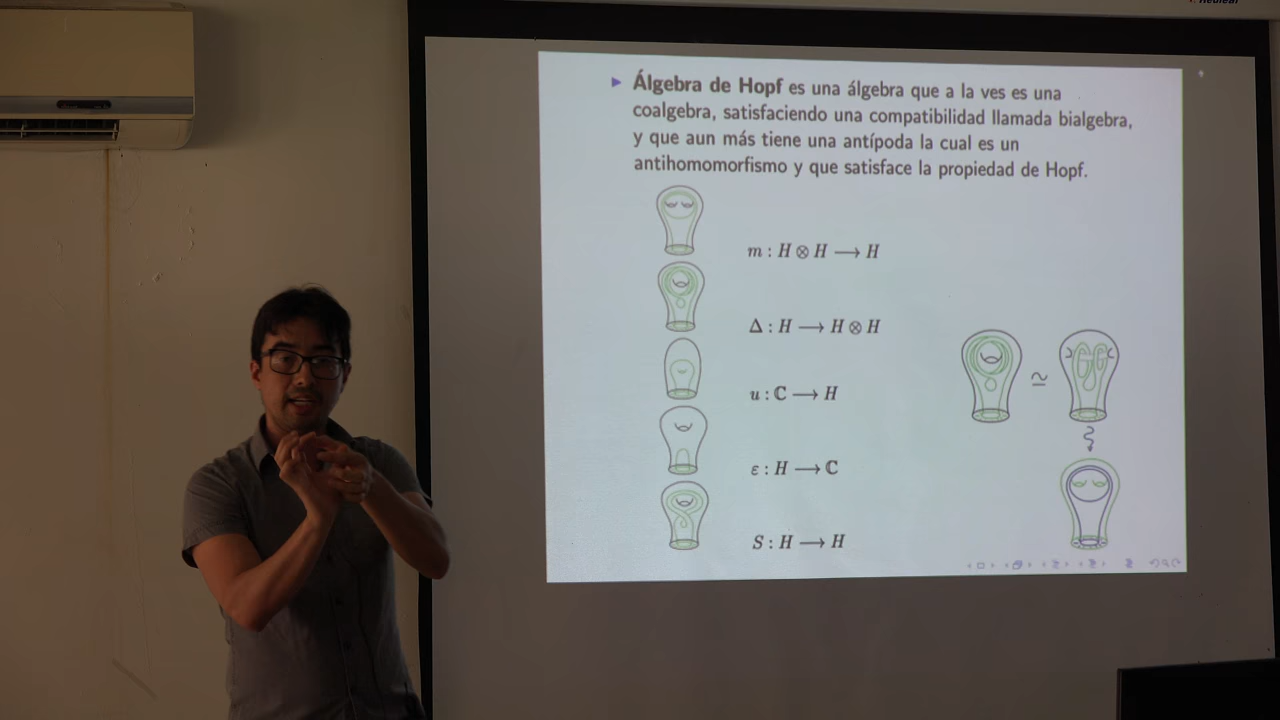 ▶ Álgebra de Hopf es una álgebra que a la ves es una
coalgebra, satisfaciendo una compatibilidad llamada bialgebra,
y que aun más tiene una antípoda la cual es un
antihomomorfismo y que satisface la propiedad de Hopf.
m : H ⊗ H ⟶ H
Δ : H ⟶ H ⊗ H
u : ℂ ⟶ H
≃
ε : H ⟶ ℂ
S : H ⟶ H